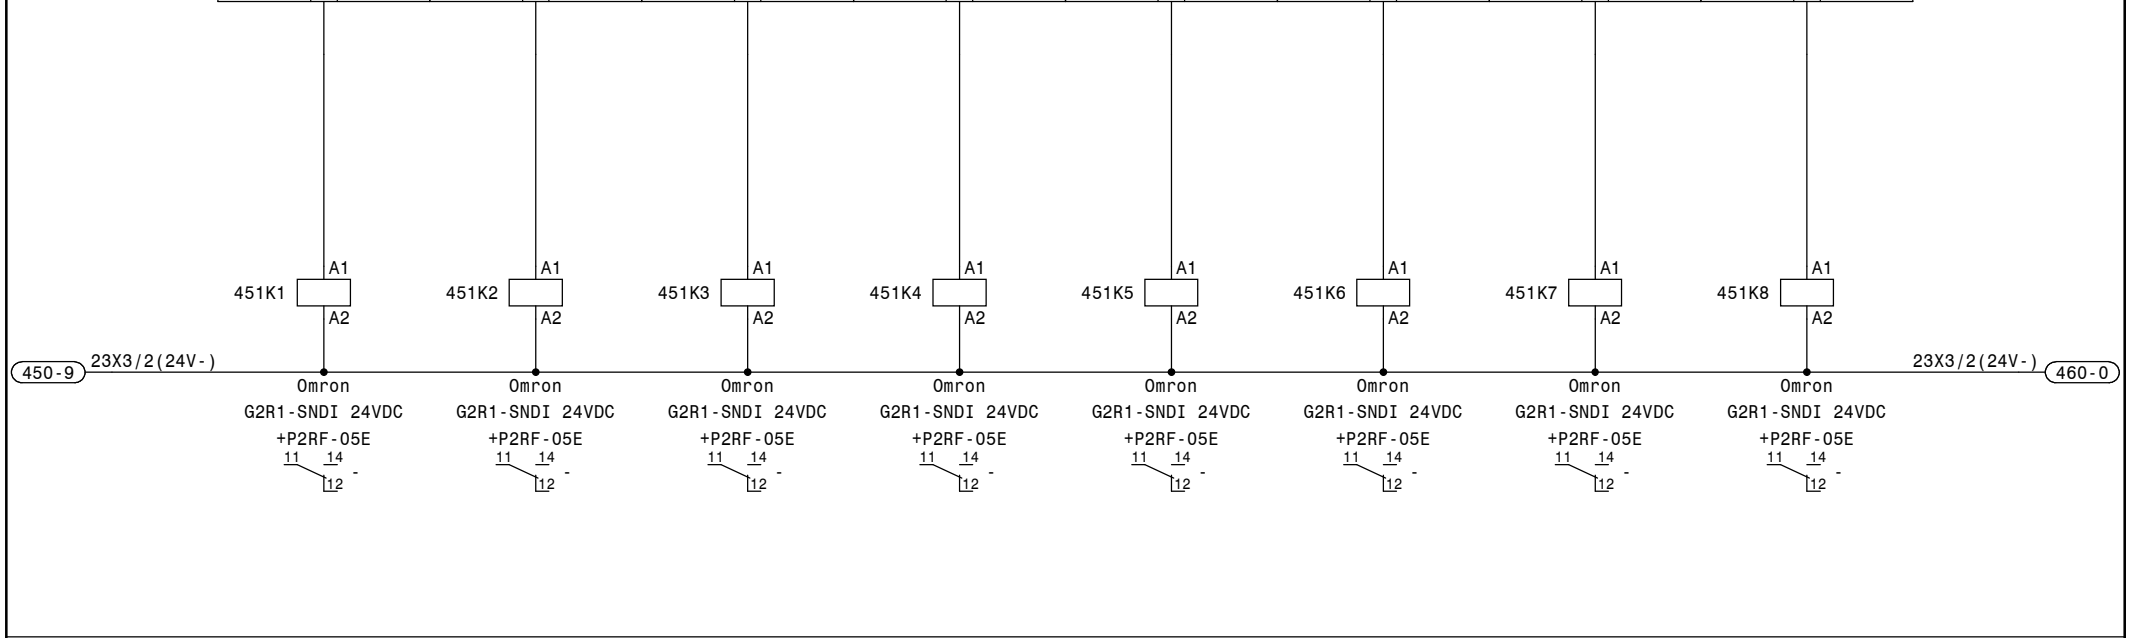 A1 A1 A1 A1 A1 A1 A1 A1
451K1 451K2 451K3 451K4 451K5 451K6 451K7 451K8
A2 A2 A2 A2 A2 A2 A2 A2
23X3/2(24V-) 23X3/2(24V-)
450-9 460-0
Omron Omron Omron Omron Omron Omron Omron Omron
G2R1-SNDI 24VDC G2R1-SNDI 24VDC G2R1-SNDI 24VDC G2R1-SNDI 24VDC G2R1-SNDI 24VDC G2R1-SNDI 24VDC G2R1-SNDI 24VDC G2R1-SNDI 24VDC
+P2RF-05E +P2RF-05E +P2RF-05E +P2RF-05E +P2RF-05E +P2RF-05E +P2RF-05E +P2RF-05E
11 14 11 14 11 14 11 14 11 14 11 14 11 14 11 14
- - - - - - - -
12 12 12 12 12 12 12 12